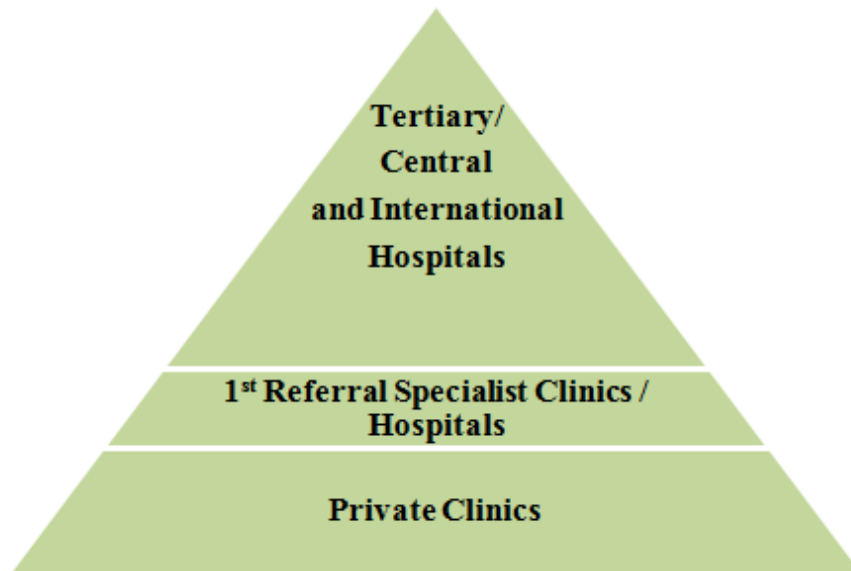 Tertiary/
Central
and International
Hospitals
1st Referral Specialist Clinics /
Hospitals
Private Clinics